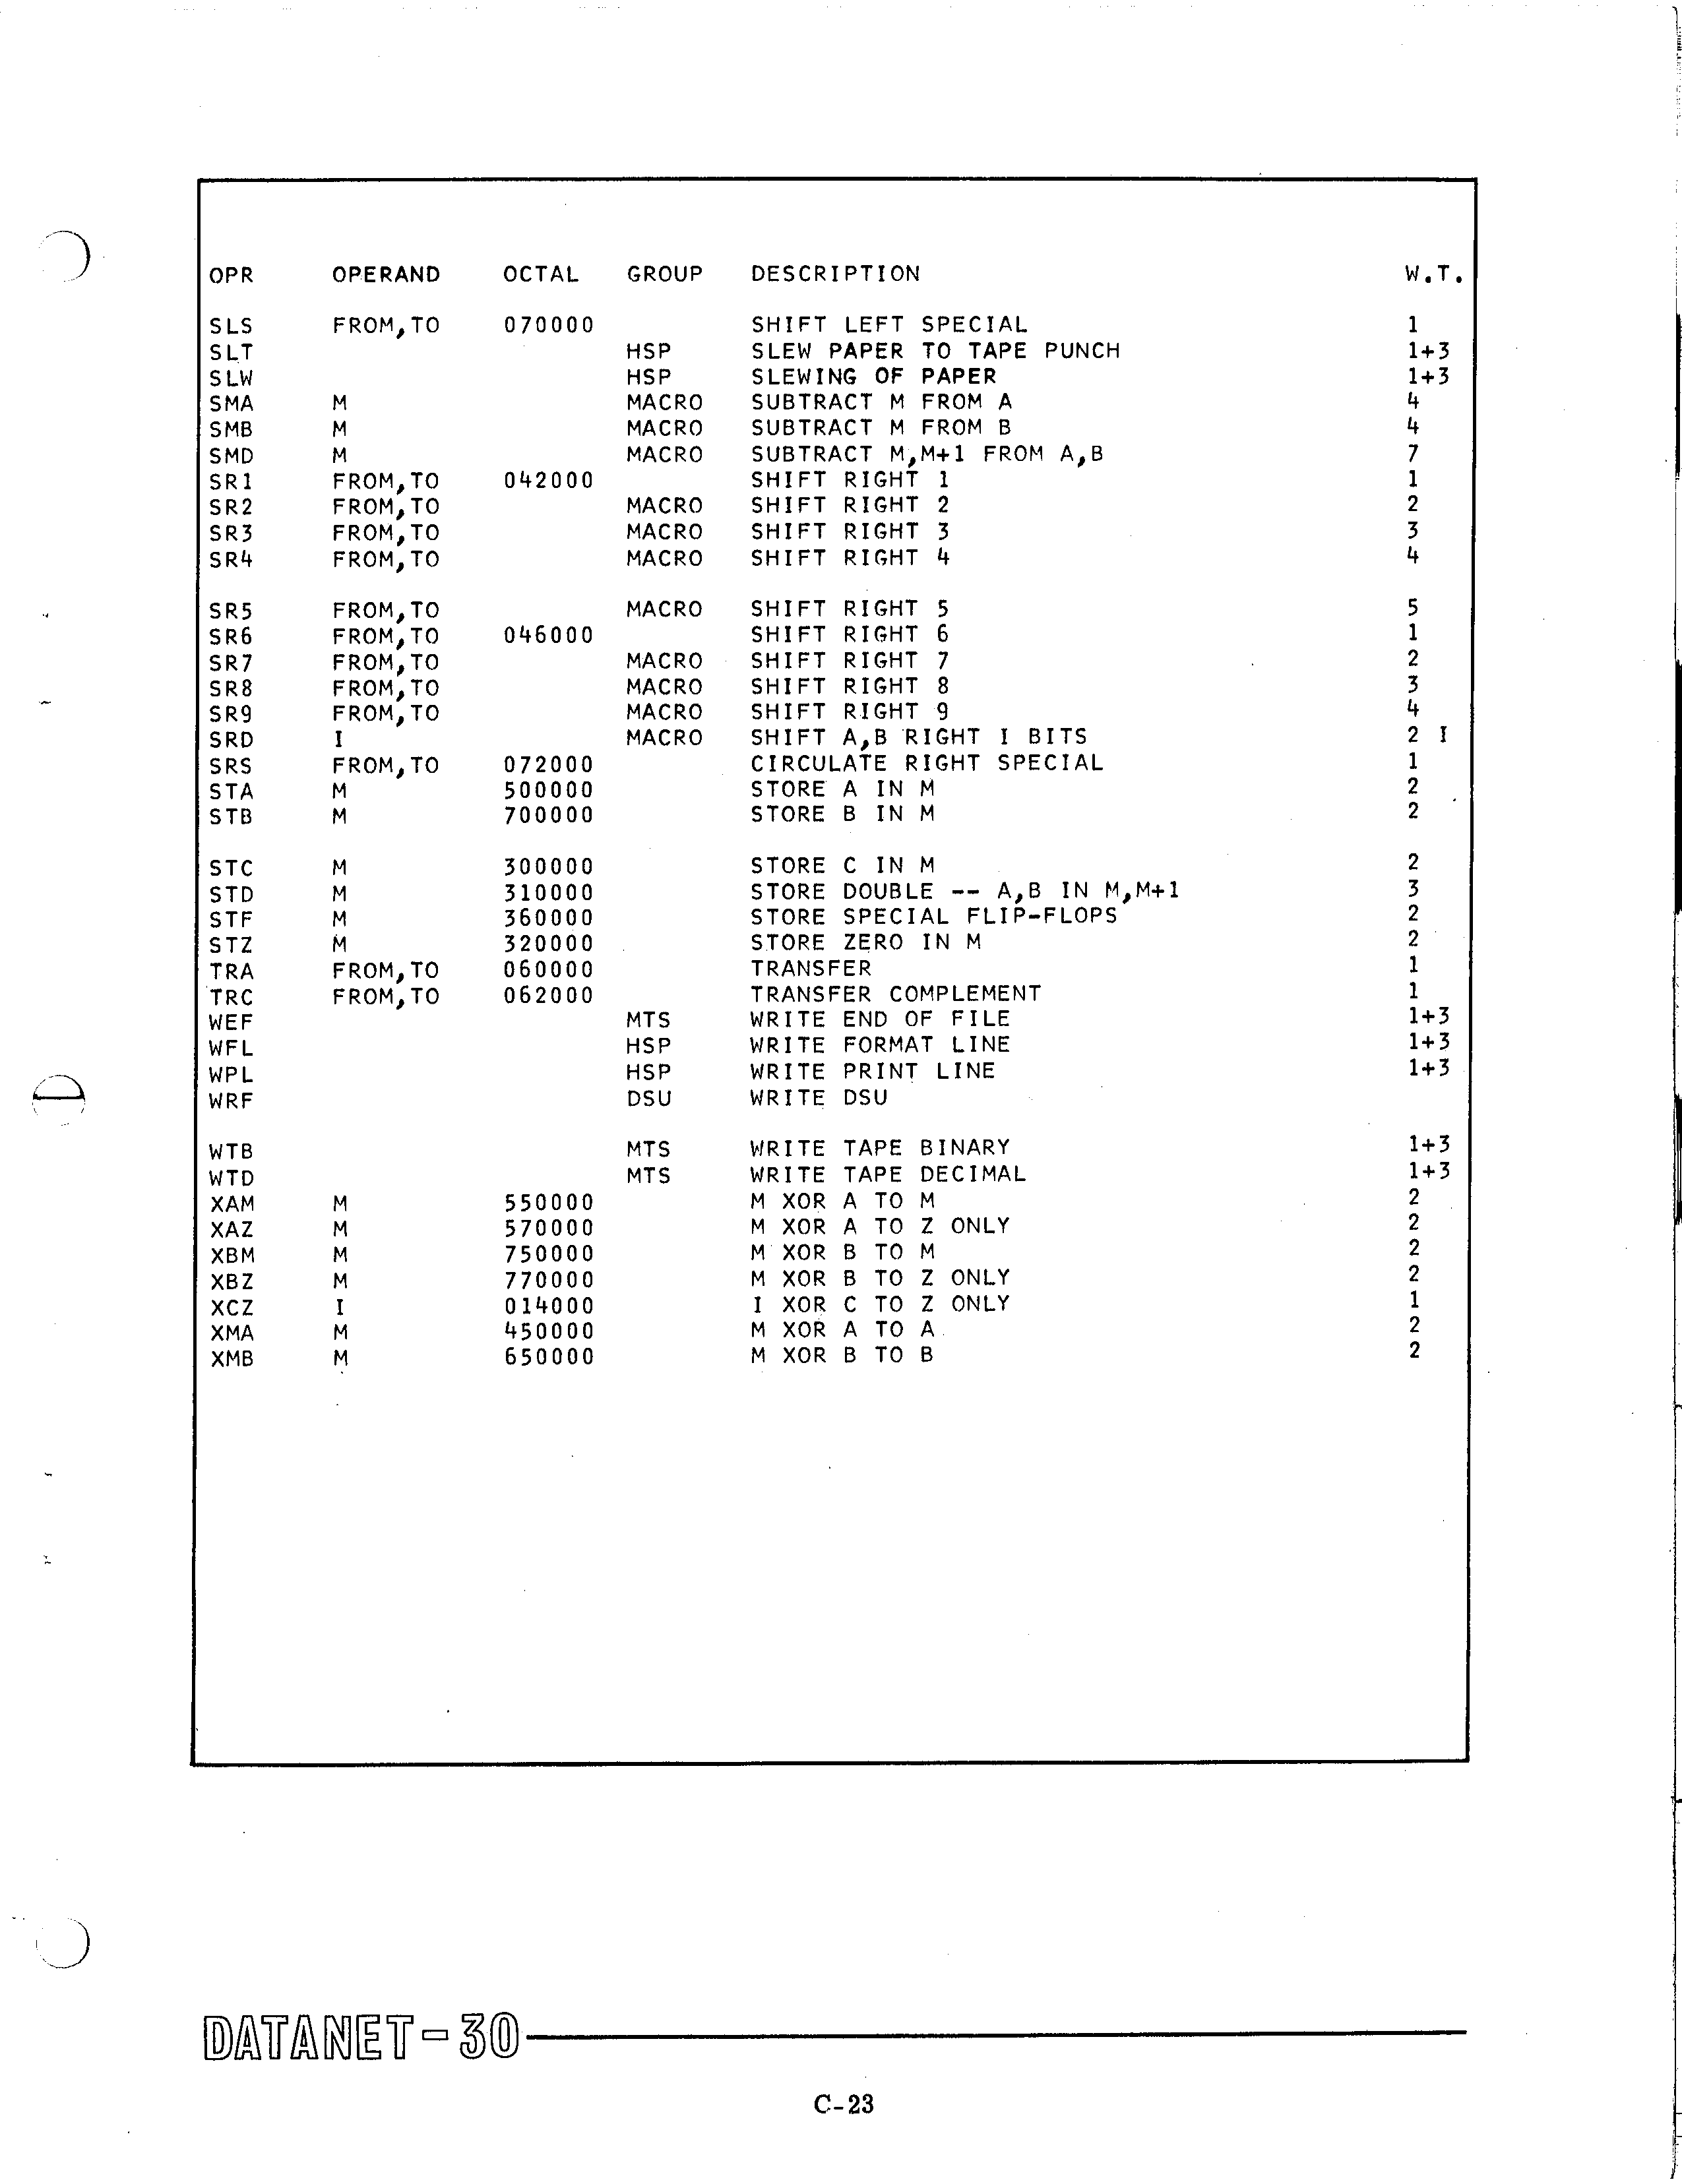 OPR OPERAND OCTAL GROUP DESCRIPTION W.T.
SLS FROM,TO 070000 SHIFT LEFT SPECIAL 1
SLT HSP SLEW PAPER TO TAPE PUNCH 1+3
SLW HSP SLEWING OF PAPER 1+3
SMA M MACRO SUBTRACT M FROM A 4
SMB M MACRO SUBTRACT M FROM B 4
SMD M MACRO SUBTRACT M,M+1 FROM A,B 7
SR1 FROM,TO 042000 SHIFT RIGHT 1 1
SR2 FROM,TO MACRO SHIFT RIGHT 2 2
SR3 FROM,TO MACRO SHIFT RIGHT 3 3
SR4 FROM,TO MACRO SHIFT RIGHT 4 4
SR5 FROM,TO MACRO SHIFT RIGHT 5 5
SR6 FROM,TO 046000 SHIFT RIGHT 6 1
SR7 FROM,TO MACRO SHIFT RIGHT 7 2
SR8 FROM,TO MACRO SHIFT RIGHT 8 3
SR9 FROM,TO MACRO SHIFT RIGHT 9 4
SRD I MACRO SHIFT A,B RIGHT I BITS 2 I
SRS FROM,TO 072000 CIRCULATE RIGHT SPECIAL 1
STA M 500000 STORE A IN M 2
STB M 700000 STORE B IN M 2
STC M 300000 STORE C IN M 2
STD M 310000 STORE DOUBLE -- A,B IN M,M+1 3
STF M 360000 STORE SPECIAL FLIP-FLOPS 2
STZ M 320000 STORE ZERO IN M 2
TRA FROM,TO 060000 TRANSFER 1
TRC FROM,TO 062000 TRANSFER COMPLEMENT 1
WEF MTS WRITE END OF FILE 1+3
WFL HSP WRITE FORMAT LINE 1+3
WPL HSP WRITE PRINT LINE 1+3
WRF DSU WRITE DSU
WTB MTS WRITE TAPE BINARY 1+3
WTD MTS WRITE TAPE DECIMAL 1+3
XAM M 550000 M XOR A TO M 2
XAZ M 570000 M XOR A TO Z ONLY 2
XBM M 750000 M XOR B TO M 2
XBZ M 770000 M XOR B TO Z ONLY 2
XCZ I 014000 I XOR C TO Z ONLY 1
XMA M 450000 M XOR A TO A 2
XMB M 650000 M XOR B TO B 2
DATANET-30
C-23